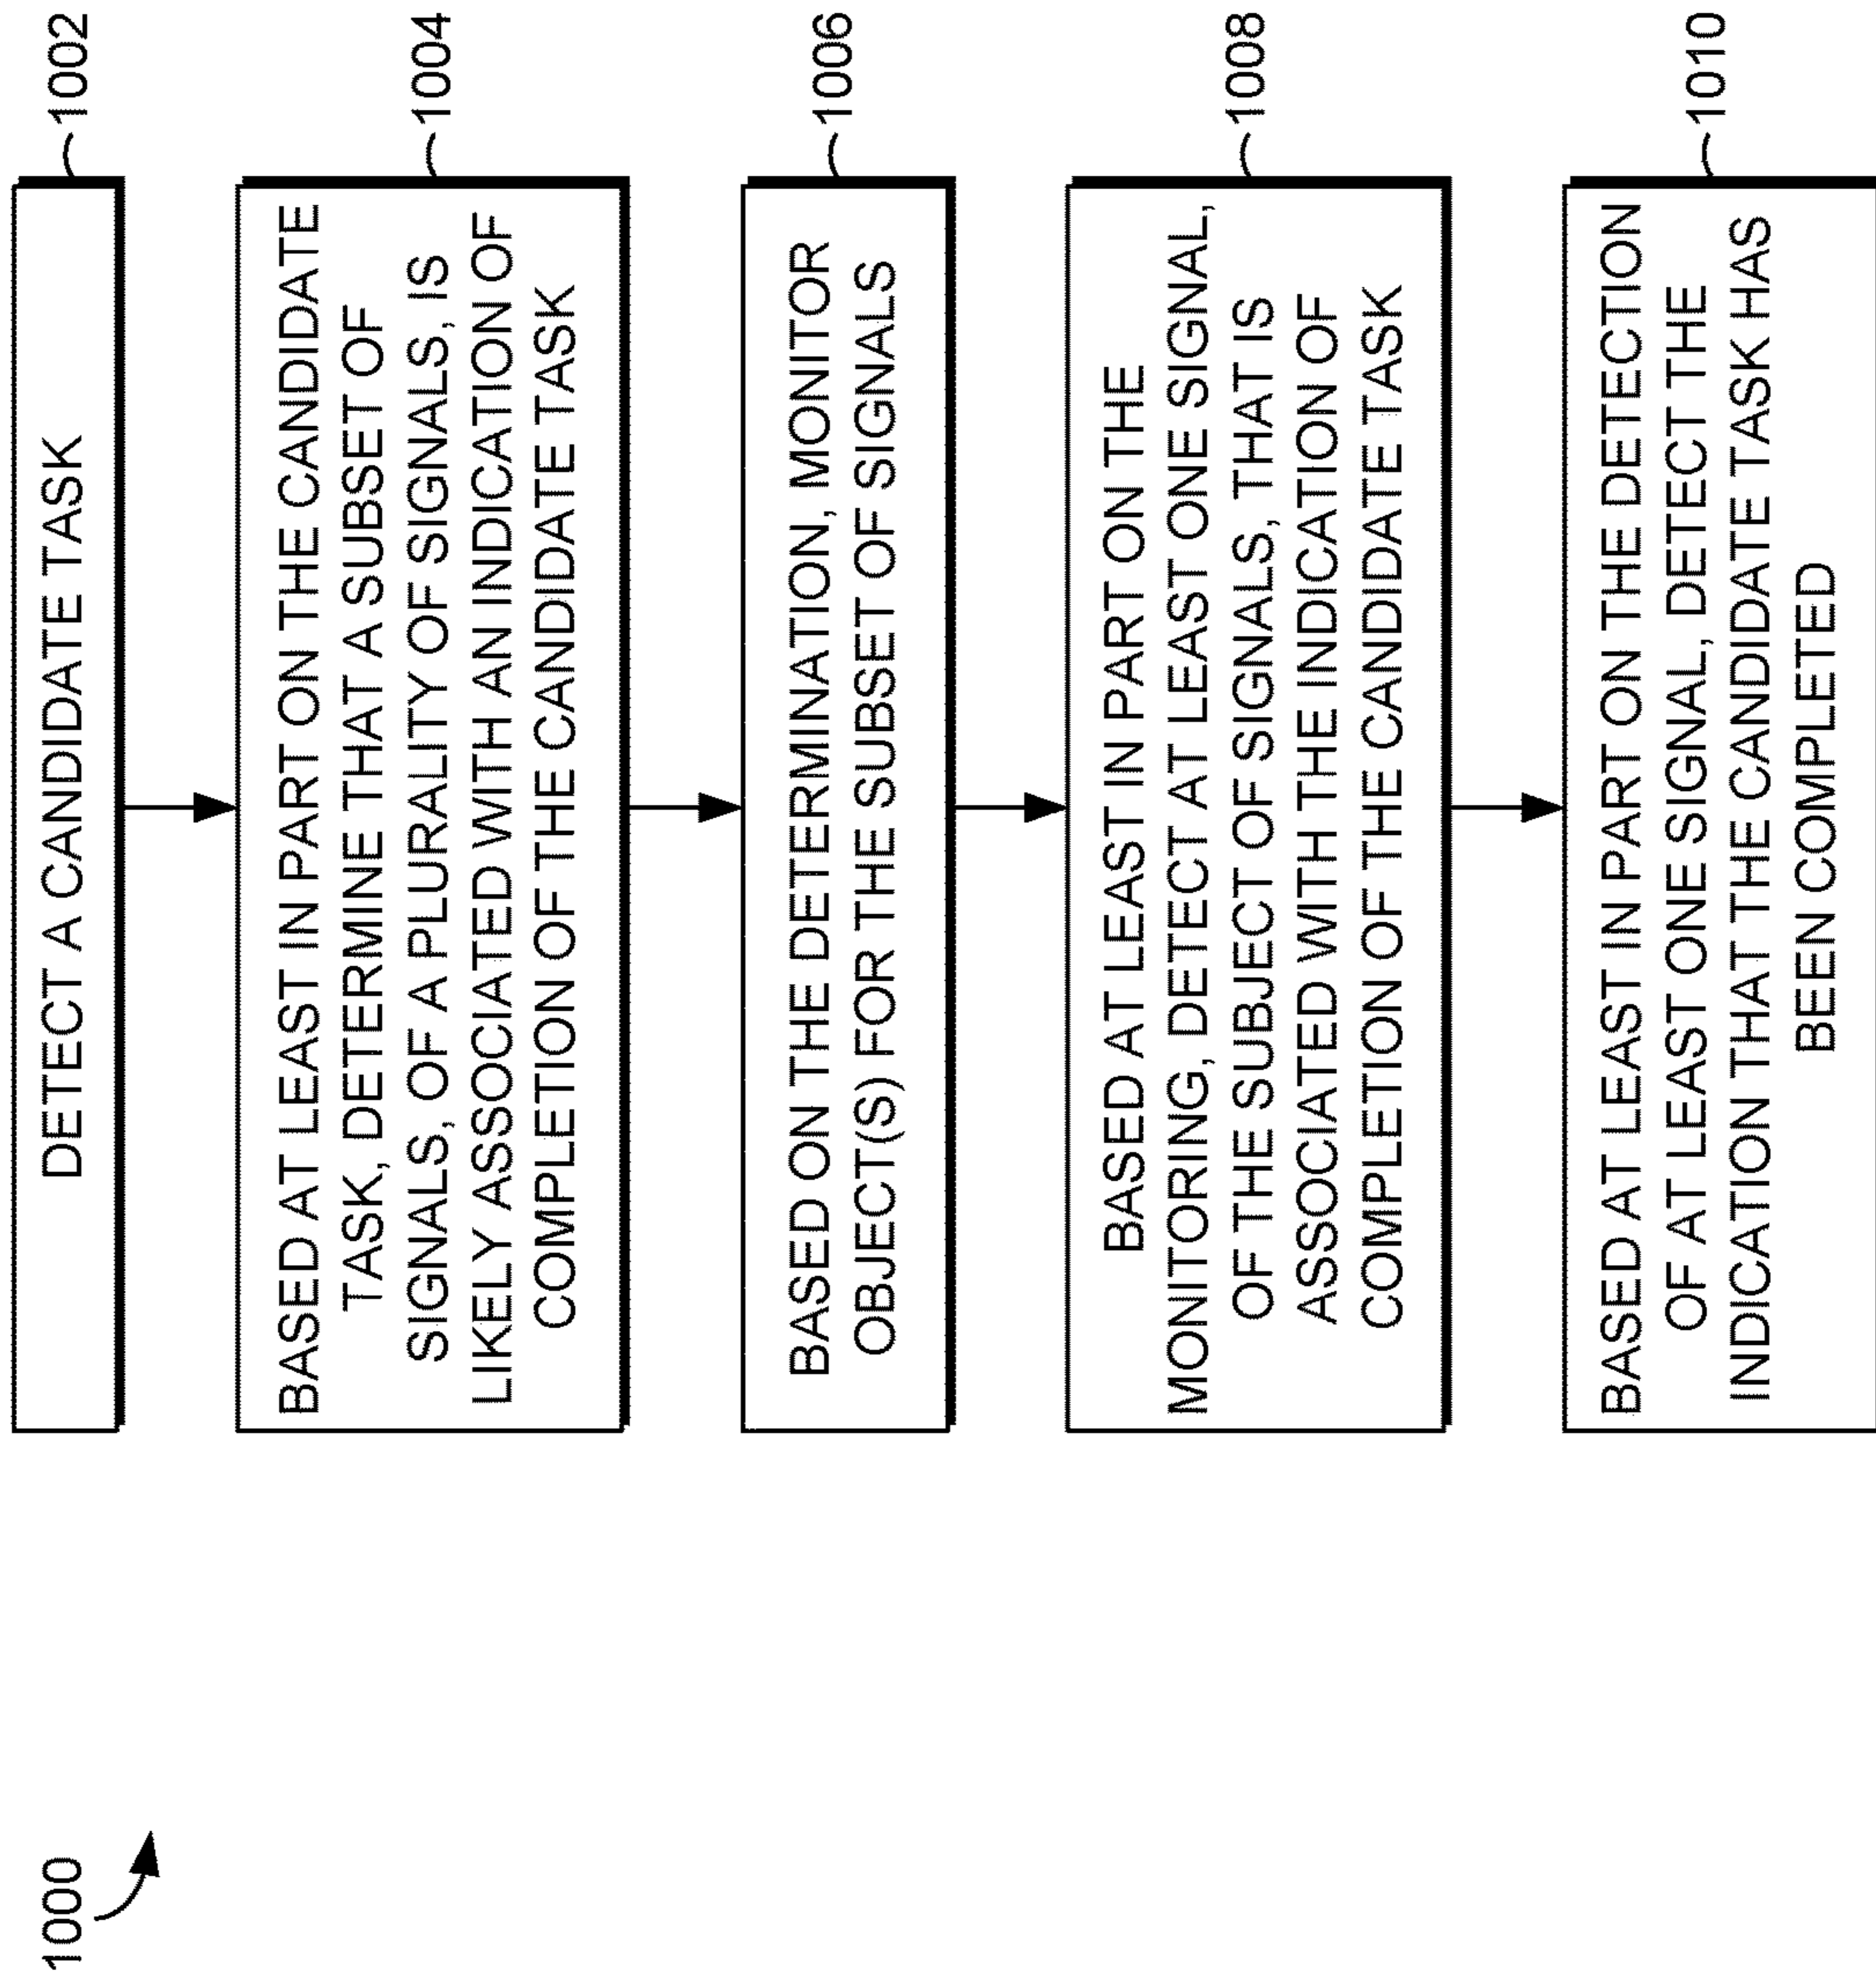 1000
DETECT A CANDIDATE TASK
1002
BASED AT LEAST IN PART ON THE CANDIDATE
TASK, DETERMINE THAT A SUBSET OF
SIGNALS, OF A PLURALITY OF SIGNALS, IS
LIKELY ASSOCIATED WITH AN INDICATION OF
COMPLETION OF THE CANDIDATE TASK
1004
BASED ON THE DETERMINATION, MONITOR
OBJECT(S) FOR THE SUBSET OF SIGNALS
1006
BASED AT LEAST IN PART ON THE
MONITORING, DETECT AT LEAST ONE SIGNAL,
OF THE SUBJECT OF SIGNALS, THAT IS
ASSOCIATED WITH THE INDICATION OF
COMPLETION OF THE CANDIDATE TASK
1008
BASED AT LEAST IN PART ON THE DETECTION
OF AT LEAST ONE SIGNAL, DETECT THE
INDICATION THAT THE CANDIDATE TASK HAS
BEEN COMPLETED
1010